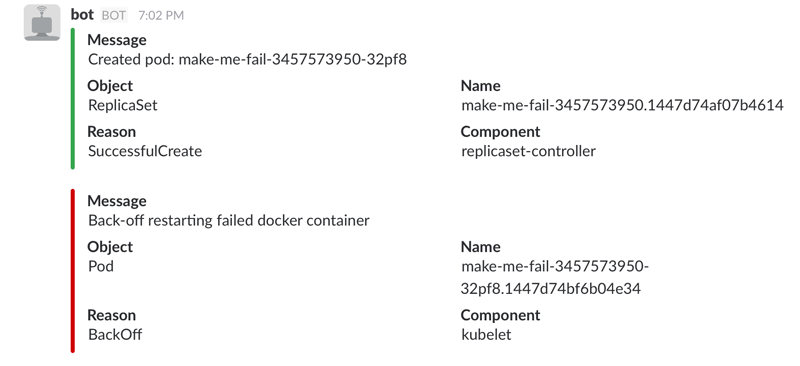 bot BOT 7:02 PM
Message
Created pod: make-me-fail-3457573950-32pf8
Object Name
ReplicaSet make-me-fail-3457573950.1447d74af07b4614
Reason Component
SuccessfulCreate replicaset-controller
Message
Back-off restarting failed docker container
Object Name
Pod make-me-fail-3457573950-
32pf8.1447d74bf6b04e34
Reason Component
BackOff kubelet